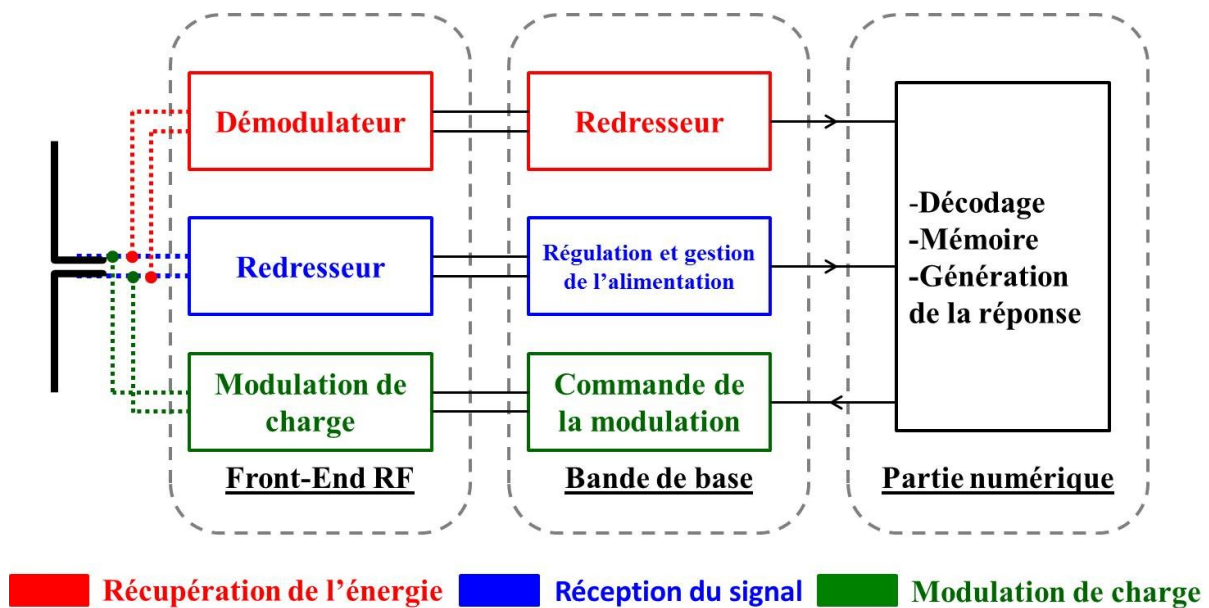 Démodulateur
Redresseur
-Décodage
-Mémoire
-Génération
de la réponse
Redresseur
Régulation et gestion
de l'alimentation
Modulation de
charge
Commande de
la modulation
Front-End RF
Bande de base
Partie numérique
Récupération de l'énergie
Réception du signal
Modulation de charge